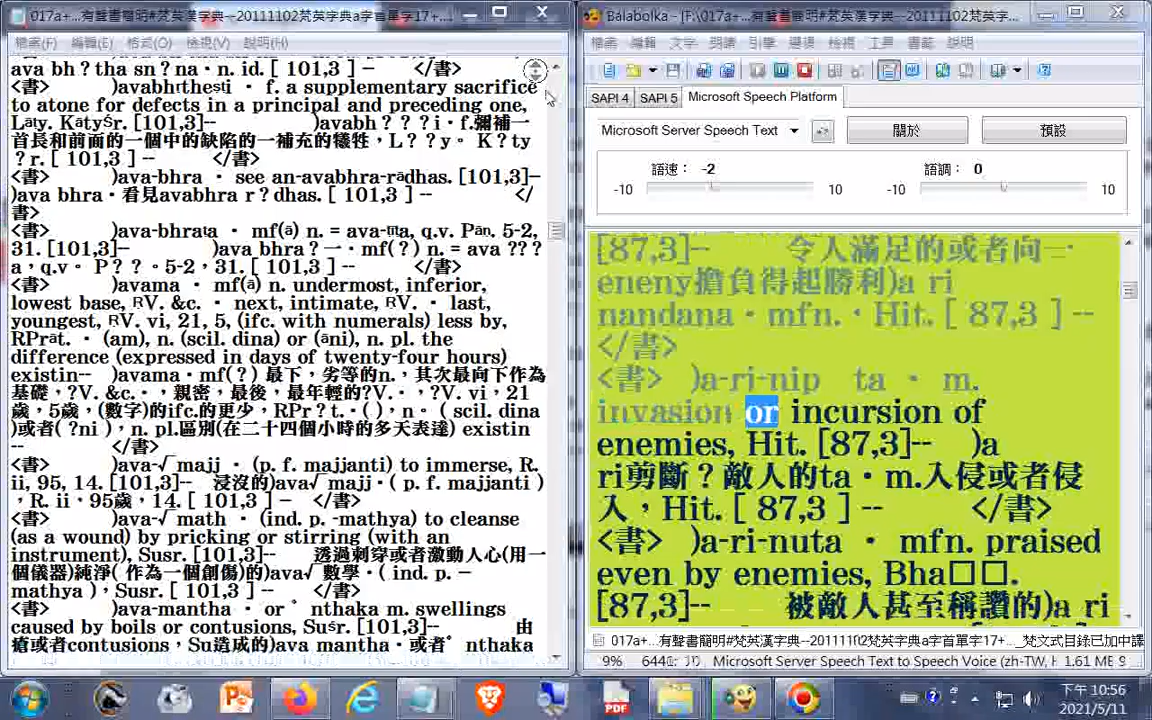 017a+...有聲書簡明#梵英漢字典--20111102梵英字典a字首單字17+...
檔案(F) 編輯(E) 格式(O) 檢視(V) 說明(H)
ava bh?tha sn?na‧n. id. [ 101,3 ] </書>
<書> )avabhṛtheṣṭi ‧ f. a supplementary sacrifice
to atone for defects in a principal and preceding one,
Lāṭy. KātyŚr. [101,3]-- )avabh???i‧f.彌補一
首長和前面的一個中的缺陷的一補充的犧牲,L??y。K?ty
?r. [ 101,3 ] -- </書>
<書> )ava-bhra ‧ see an-avabhra-rādhas. [101,3]--
)ava bhra‧看見avabhra r?dhas. [ 101,3 ] -- </
書>
<書> )ava-bhraṭa ‧ mf(ā) n. = ava-ṭīṭa, q.v. Pāṇ. 5-2,
31. [101,3]-- )ava bhra?一‧mf(?) n. = ava ???
a,q.v。P??。5-2,31. [ 101,3 ] -- </書>
<書> )avama ‧ mf(ā) n. undermost, inferior,
lowest base, RV. &c. ‧ next, intimate, RV. ‧ last,
youngest, RV. vi, 21, 5, (ifc. with numerals) less by,
RPrāt. ‧ (am), n. (scil. dina) or (āni), n. pl. the
difference (expressed in days of twenty-four hours)
existin-- )avama‧mf(?) 最下,劣等的n.,其次最向下作為
基礎,?V. &c.‧,親密,最後,最年輕的?V.‧,?V. vi,21
歲,5歲,(數字)的ifc.的更少,RPr?t.‧( ),n。( scil. dina
)或者( ?ni ),n. pl.區別(在二十四個小時的多天表達) existin
-- </書>
<書> )ava-√majj ‧ (p. f. majjanti) to immerse, R.
ii, 95, 14. [101,3]-- 浸沒的)ava√majj‧( p. f. majjanti )
,R. ii,95歲,14. [ 101,3 ] -- </書>
<書> )ava-√math ‧ (ind. p. -mathya) to cleanse
(as a wound) by pricking or stirring (with an
instrument), Susr. [101,3]-- 透過刺穿或者激動人心(用一
個儀器)純淨( 作為一個創傷)的)ava√數學‧( ind. p. –
mathya ),Susr. [ 101,3 ] -- </書>
<書> )ava-mantha ‧ or ˚nthaka m. swellings
caused by boils or contusions, Suśr. [101,3]-- 由
瘡或者contusions,Su造成的)ava mantha‧或者˚nthaka
Balabolka - [F:\017a+...有聲書簡明#梵英漢字典--20111102梵英字...
檔案 編輯 文字 朗讀 引擎 選項 檢視 工具 書籤 說明
SAPI 4 SAPI 5 Microsoft Speech Platform
Microsoft Server Speech Text 關於 預設
語速: -2 語調: 0
-10 10 -10 10
[87,3]-- 令人滿足的或者向一
eneny擔負得起勝利)a ri
nandana‧mfn.‧Hit. [ 87,3 ] --
</書>
<書> )a-ri-nip ta ‧ m.
invasion or incursion of
enemies, Hit. [87,3]-- )a
ri剪斷?敵人的ta‧m.入侵或者侵
入,Hit. [ 87,3 ] -- </書>
<書> )a-ri-nuta ‧ mfn. praised
even by enemies, Bha□□.
[87,3]-- 被敵人甚至稱讚的)a ri
017a+...有聲書簡明#梵英漢字典--20111102梵英字典a字首單字17+..._梵文式目錄已加中譯
9% Microsoft Server Speech Text to Speech Voice (zh-TW, 1.61 MB
下午 10:56
2021/5/11